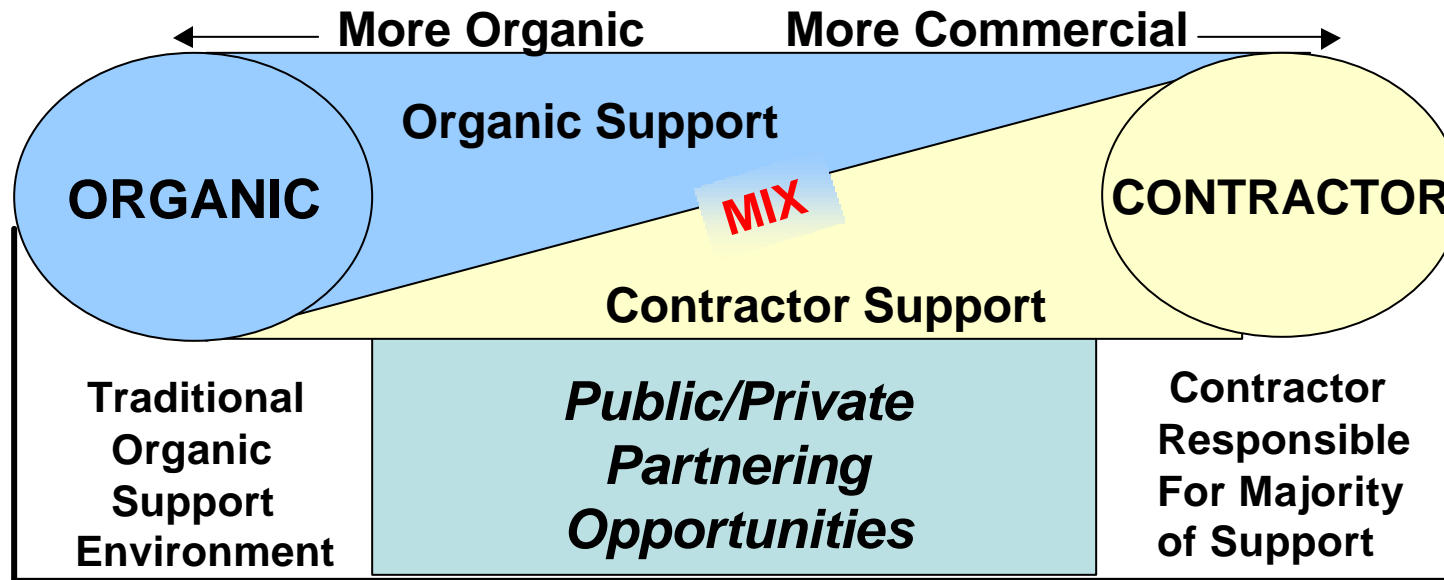 More Organic
More Commercial
Organic Support
ORGANIC
MIX
CONTRACTOR
Contractor Support
Traditional
Organic
Support
Environment
Public/Private
Partnering
Opportunities
Contractor
Responsible
For Majority
of Support